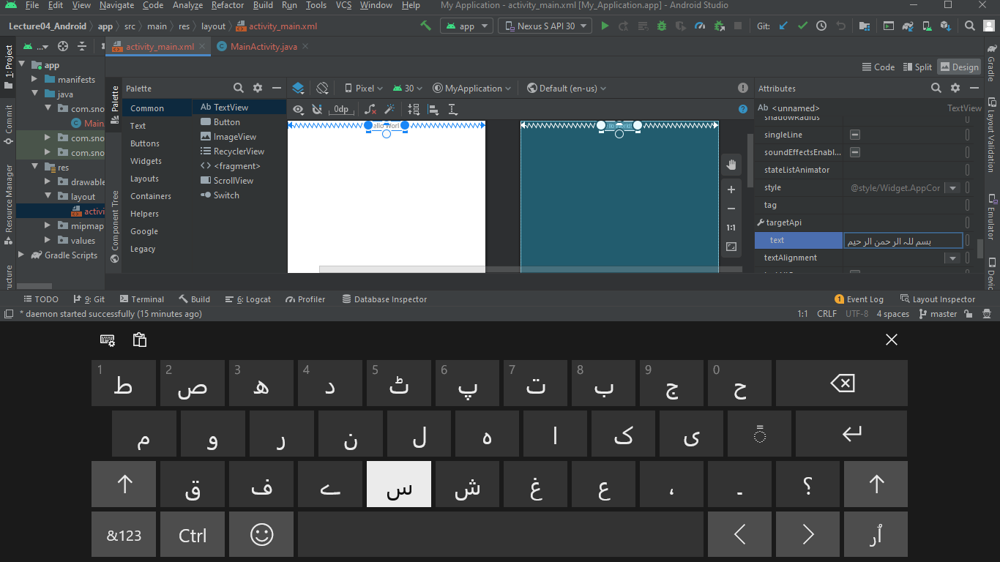 File Edit View Navigate Code Analyze Refactor Build Run Tools VCS Window Help My Application - activity_main.xml [My_Application.app] - Android Studio
Lecture04_Android app src main res layout activity_main.xml app Nexus S API 30 Git:
... activity_main.xml MainActivity.java
Code Split Design
1: Project
Commit
Resource Manager
app
manifests
java
com.sno
Main
com.sno
com.sno
res
drawable
layout
activi
mipmap
values
Gradle Scripts
Palette
Component Tree
Palette
Common
Text
Buttons
Widgets
Layouts
Containers
Helpers
Google
Legacy
Ab TextView
Button
ImageView
RecyclerView
<fragment>
ScrollView
Switch
Pixel 30 MyApplication Default (en-us)
0dp
1:1
Attributes
Ab <unnamed> TextView
shadowRadius
singleLine
soundEffectsEnabl...
stateListAnimator
style @style/Widget.AppCor
tag
targetApi
text بسم للہ الر حمن الر حیم
textAlignment
Gradle
Layout Validation
Emulator
TODO 9: Git Terminal Build 6: Logcat Profiler Database Inspector 1 Event Log Layout Inspector
* daemon started successfully (15 minutes ago) 1:1 CRLF UTF-8 4 spaces master
1 ط 2 ص 3 ھ 4 د 5 ٹ 6 پ 7 ت 8 ب 9 ج 0 ح
م و ر ن ل ہ ا ک ی
ق ف ے س ش غ ع ، ۔ ؟
&123 Ctrl اُر